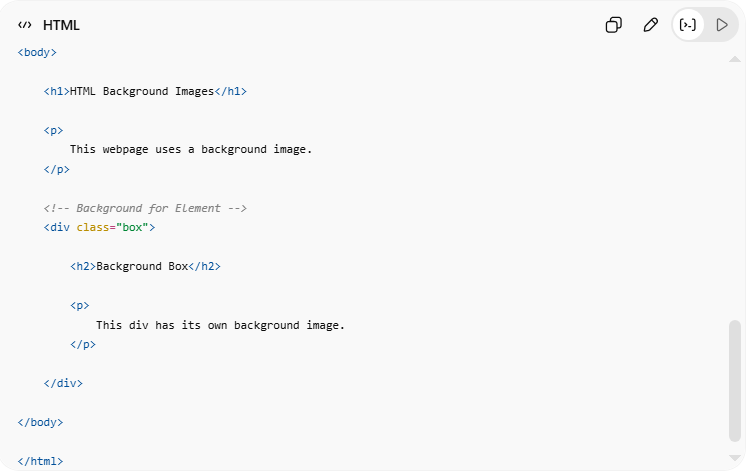 </> HTML
<body>
<h1>HTML Background Images</h1>
<p>
This webpage uses a background image.
</p>
<!-- Background for Element -->
<div class="box">
<h2>Background Box</h2>
<p>
This div has its own background image.
</p>
</div>
</body>
</html>